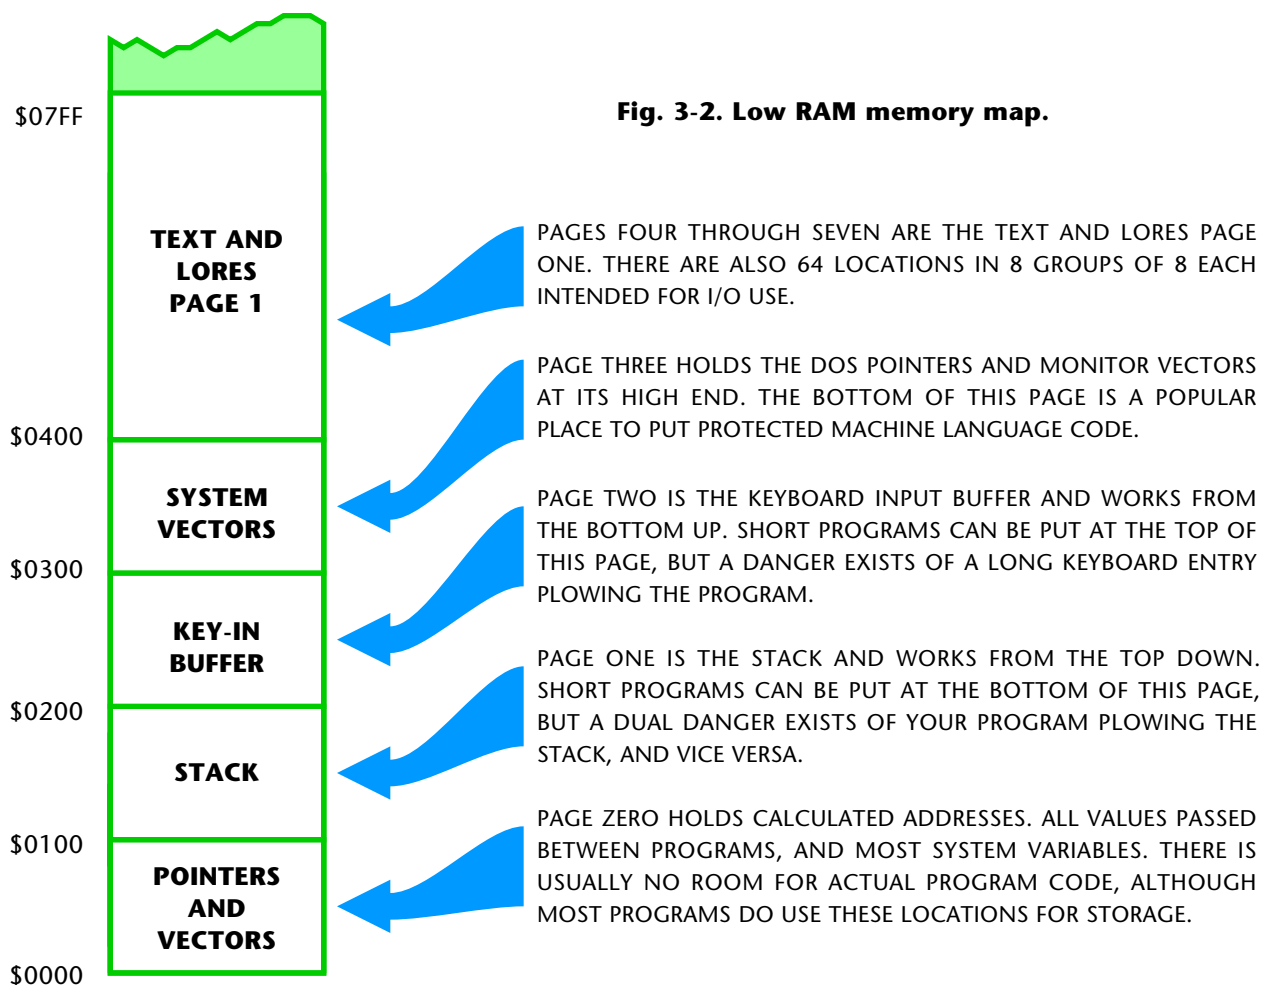 $07FF
Fig. 3-2. Low RAM memory map.
TEXT AND
LORES
PAGE 1
PAGES FOUR THROUGH SEVEN ARE THE TEXT AND LORES PAGE
ONE. THERE ARE ALSO 64 LOCATIONS IN 8 GROUPS OF 8 EACH
INTENDED FOR I/O USE.
$0400
PAGE THREE HOLDS THE DOS POINTERS AND MONITOR VECTORS
AT ITS HIGH END. THE BOTTOM OF THIS PAGE IS A POPULAR
PLACE TO PUT PROTECTED MACHINE LANGUAGE CODE.
SYSTEM
VECTORS
$0300
PAGE TWO IS THE KEYBOARD INPUT BUFFER AND WORKS FROM
THE BOTTOM UP. SHORT PROGRAMS CAN BE PUT AT THE TOP OF
THIS PAGE, BUT A DANGER EXISTS OF A LONG KEYBOARD ENTRY
PLOWING THE PROGRAM.
KEY-IN
BUFFER
$0200
PAGE ONE IS THE STACK AND WORKS FROM THE TOP DOWN.
SHORT PROGRAMS CAN BE PUT AT THE BOTTOM OF THIS PAGE,
BUT A DUAL DANGER EXISTS OF YOUR PROGRAM PLOWING THE
STACK, AND VICE VERSA.
STACK
$0100
PAGE ZERO HOLDS CALCULATED ADDRESSES. ALL VALUES PASSED
BETWEEN PROGRAMS, AND MOST SYSTEM VARIABLES. THERE IS
USUALLY NO ROOM FOR ACTUAL PROGRAM CODE, ALTHOUGH
MOST PROGRAMS DO USE THESE LOCATIONS FOR STORAGE.
POINTERS
AND
VECTORS
$0000